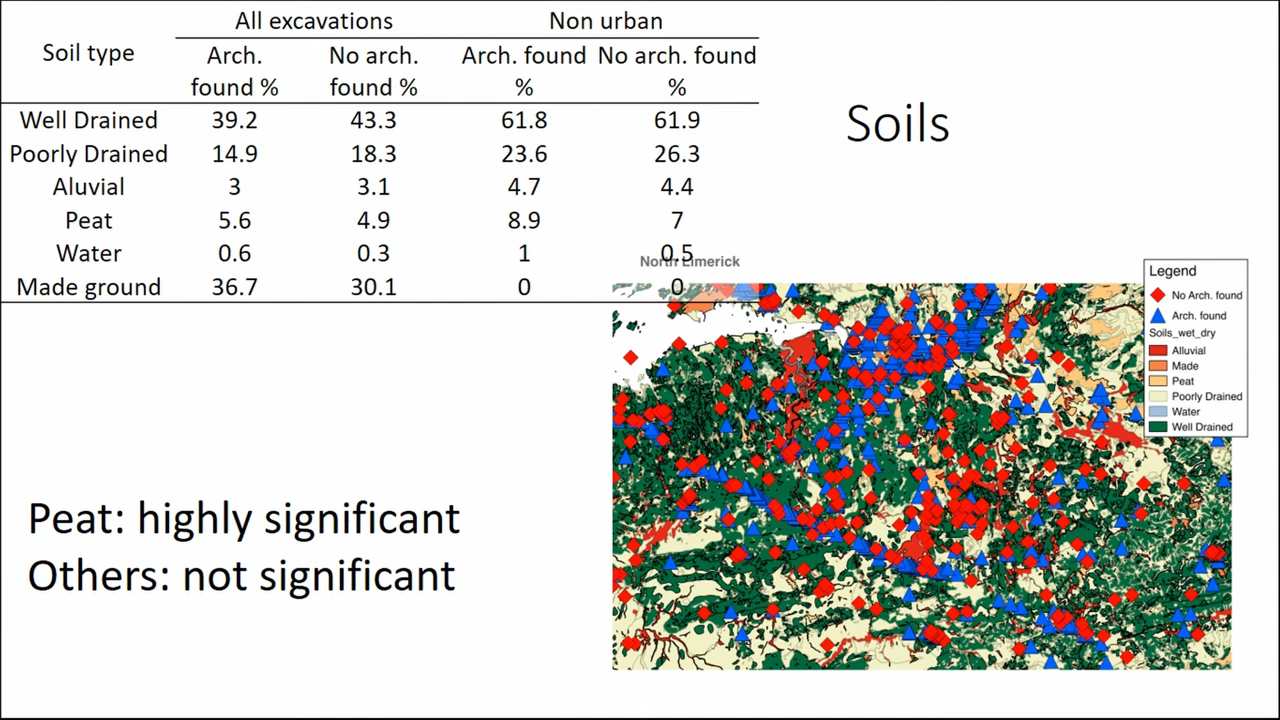 All excavations Non urban
Soil type
Arch. found % No arch. found % Arch. found % No arch. found %
Well Drained 39.2 43.3 61.8 61.9
Poorly Drained 14.9 18.3 23.6 26.3
Aluvial 3 3.1 4.7 4.4
Peat 5.6 4.9 8.9 7
Water 0.6 0.3 1 0.5
Made ground 36.7 30.1 0 0
Soils
North Limerick
Legend
No Arch. found
Arch. found
Soils_wet_dry
Alluvial
Made
Peat
Poorly Drained
Water
Well Drained
Peat: highly significant
Others: not significant